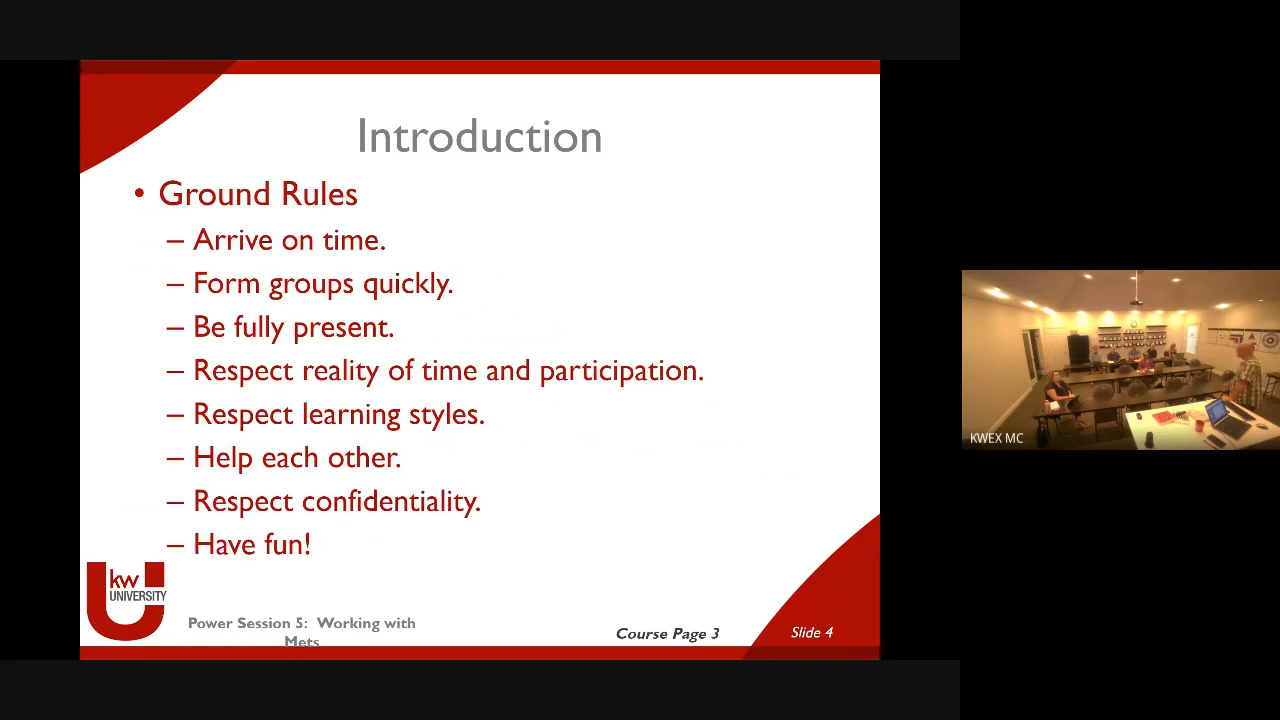 Introduction
• Ground Rules
– Arrive on time.
– Form groups quickly.
– Be fully present.
– Respect reality of time and participation.
– Respect learning styles.
– Help each other.
– Respect confidentiality.
– Have fun!
kw
UNIVERSITY
Power Session 5: Working with
Mets
Course Page 3
Slide 4
KWEX MC